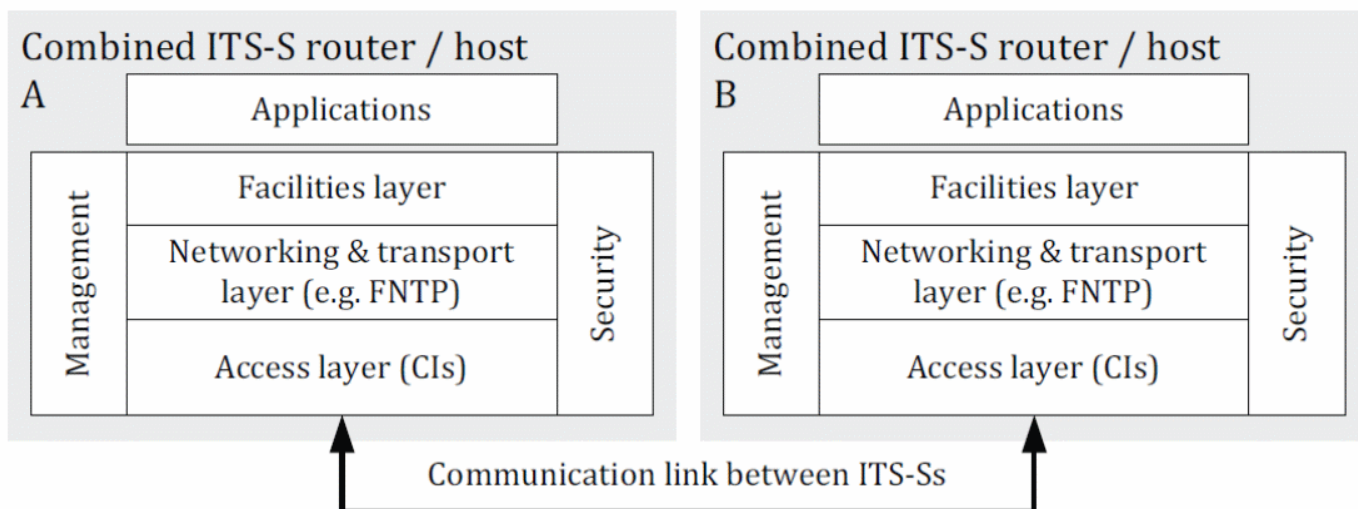 Combined ITS-S router / host
A
Applications
Management
Facilities layer
Networking & transport
layer (e.g. FNTP)
Access layer (CIs)
Security
Combined ITS-S router / host
B
Applications
Management
Facilities layer
Networking & transport
layer (e.g. FNTP)
Access layer (CIs)
Security
Communication link between ITS-Ss